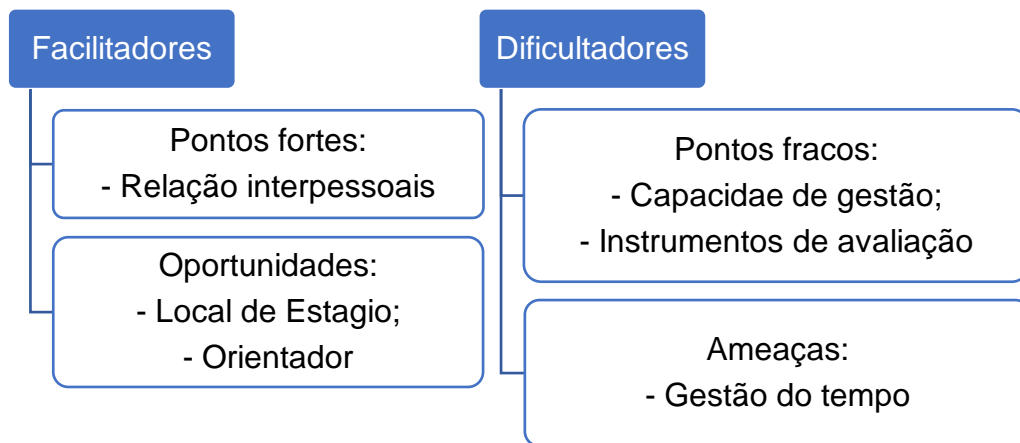 Facilitadores
Pontos fortes:
- Relação interpessoais
Oportunidades:
- Local de Estagio;
- Orientador
Dificultadores
Pontos fracos:
- Capacidae de gestão;
- Instrumentos de avaliação
Ameaças:
- Gestão do tempo